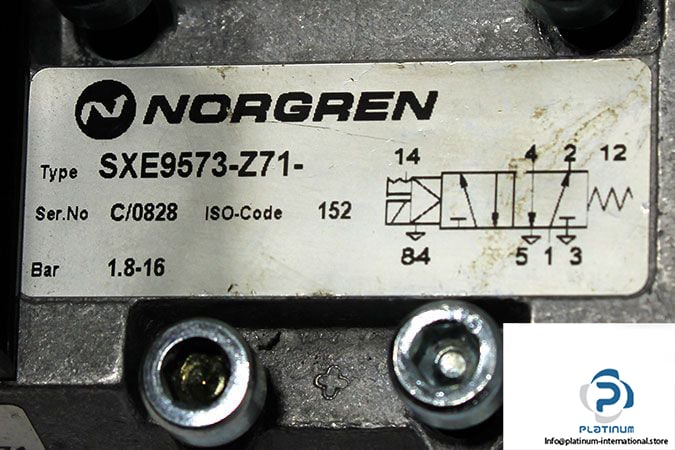 NORGREN
Type SXE9573-Z71-
14 4 2 12
Ser.No C/0828 ISO-Code 152
84 5 1 3
Bar 1.8-16
PLATINUM
Info@platinum-international.store